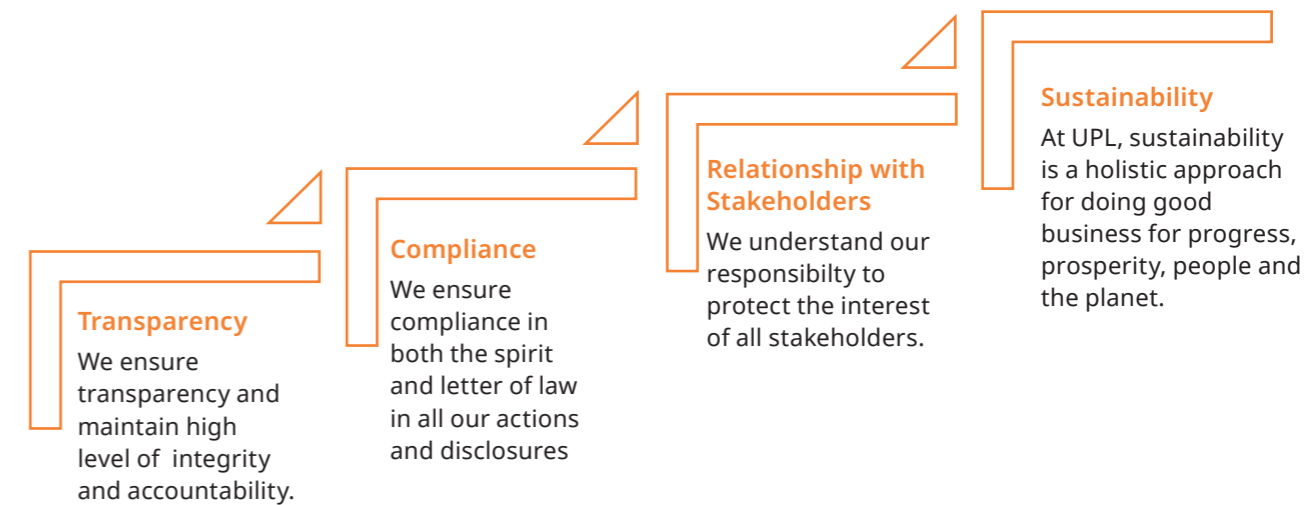 Transparency
We ensure
transparency and
maintain high
level of  integrity
and accountability.
Compliance
We ensure
compliance in
both the spirit
and letter of law
in all our actions
and disclosures
Relationship with
Stakeholders
We understand our
responsibilty to
protect the interest
of all stakeholders.
Sustainability
At UPL, sustainability
is a holistic approach
for doing good
business for progress,
prosperity, people and
the planet.